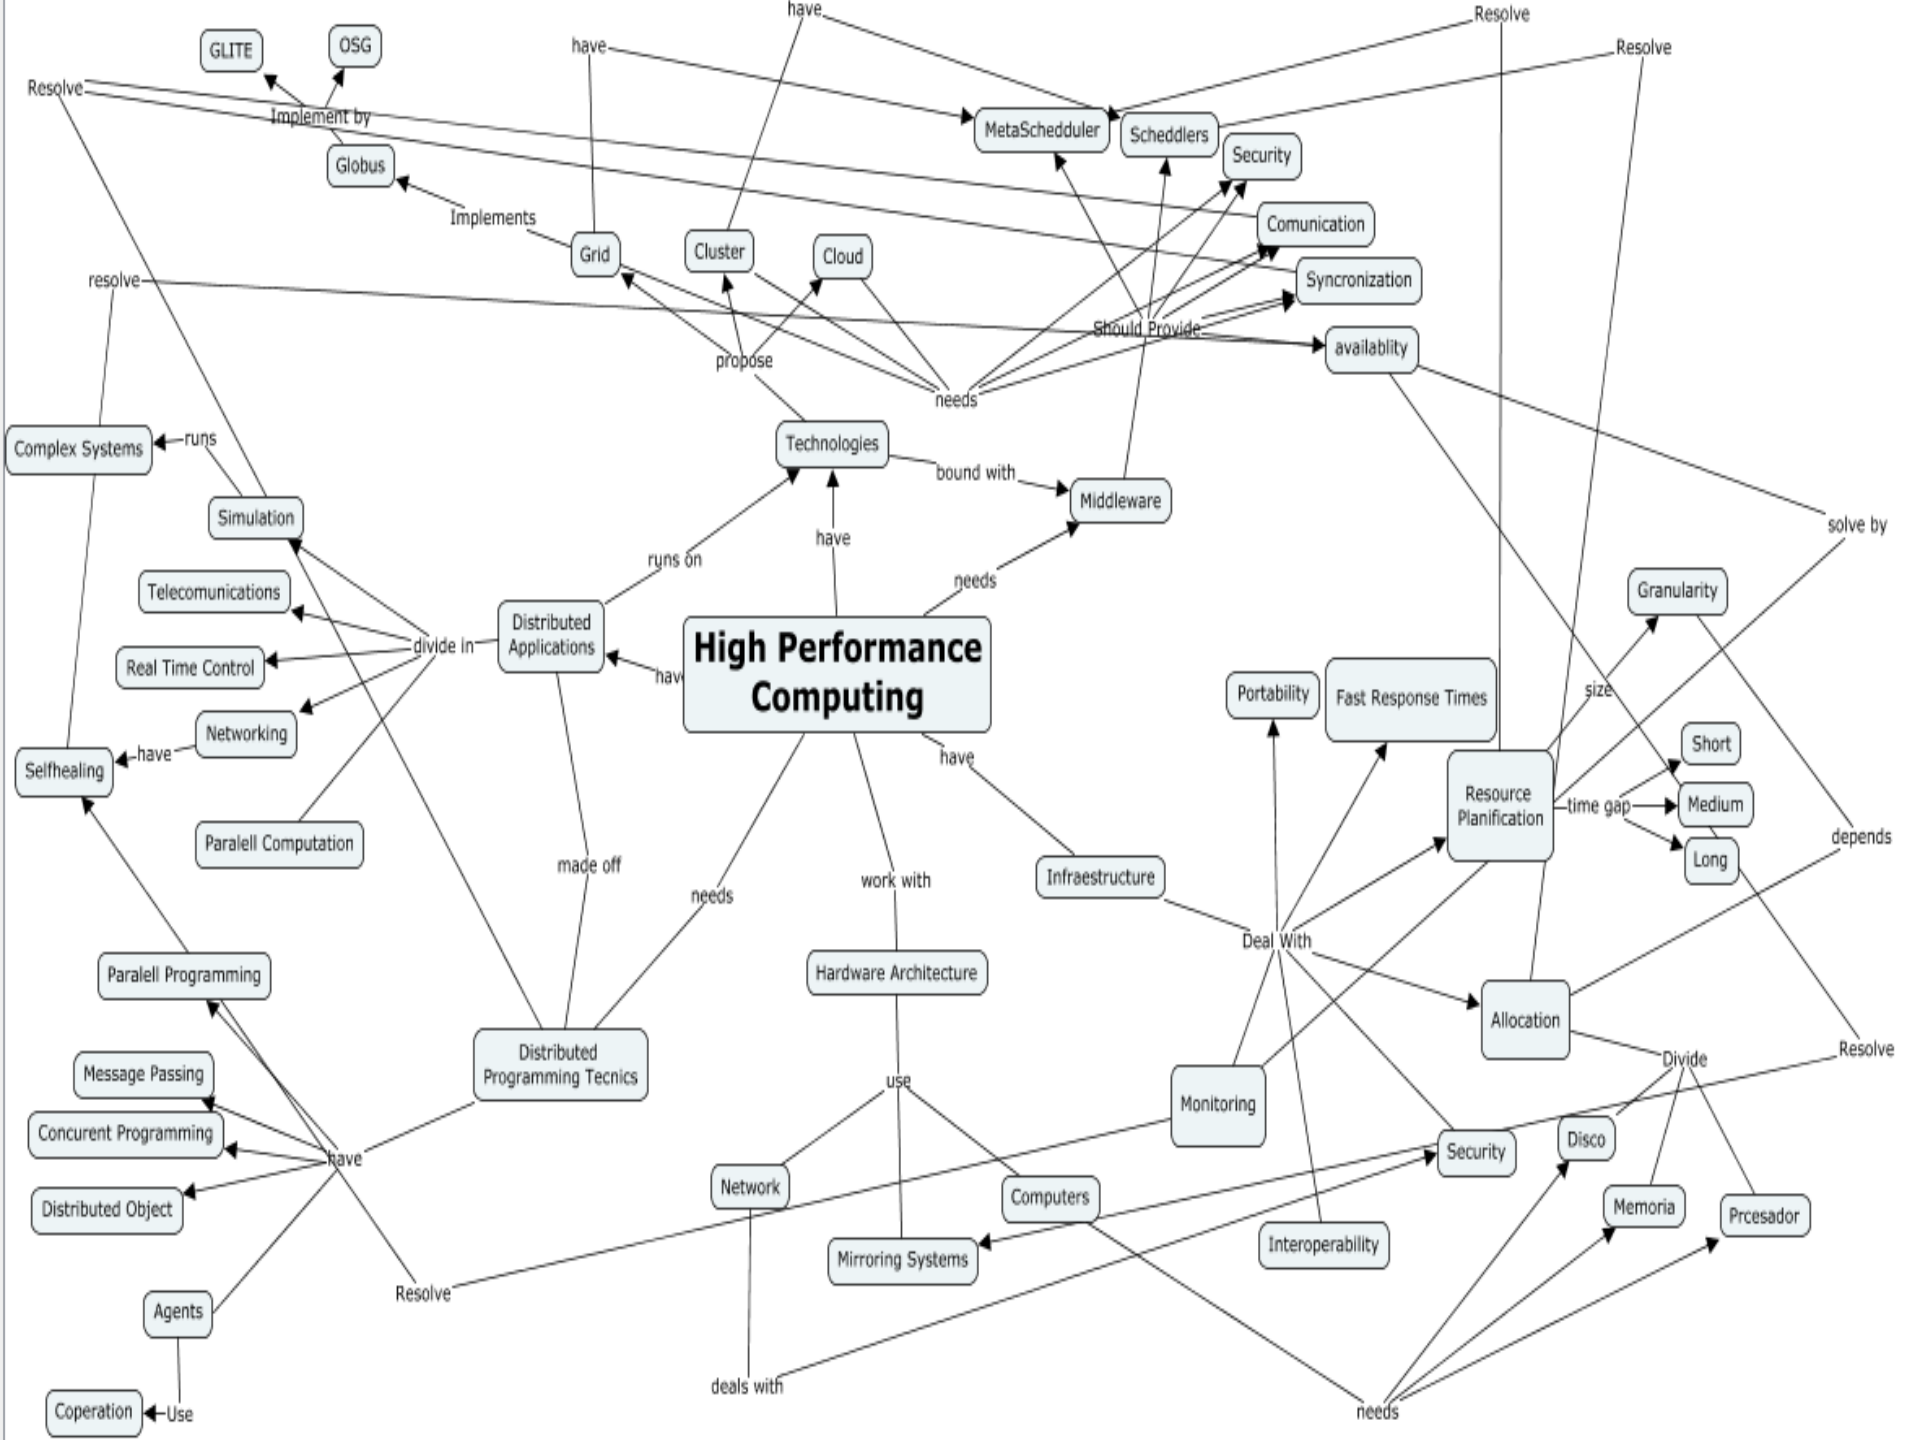 have
Resolve
have
Resolve
GLITE
OSG
Resolve
Implement by
MetaSchedduler
Scheddlers
Security
Globus
Implements
Comunication
Grid
Cluster
Cloud
Syncronization
resolve
Should Provide
availablity
propose
needs
Complex Systems
runs
Technologies
bound with
Middleware
Simulation
solve by
have
runs on
needs
Telecomunications
Granularity
Distributed
Applications
divide in
Real Time Control
have
High Performance
Computing
Portability
Fast Response Times
size
Networking
have
Selfhealing
have
Short
Resource
Planification
time gap
Medium
Long
depends
Paralell Computation
made off
needs
work with
Infraestructure
Deal With
Paralell Programming
Hardware Architecture
Allocation
Distributed
Programming Tecnics
Message Passing
use
Resolve
Divide
Monitoring
Concurent Programming
have
Security
Disco
Network
Computers
Distributed Object
Memoria
Prcesador
Mirroring Systems
Interoperability
Resolve
Agents
deals with
Coperation
Use
needs